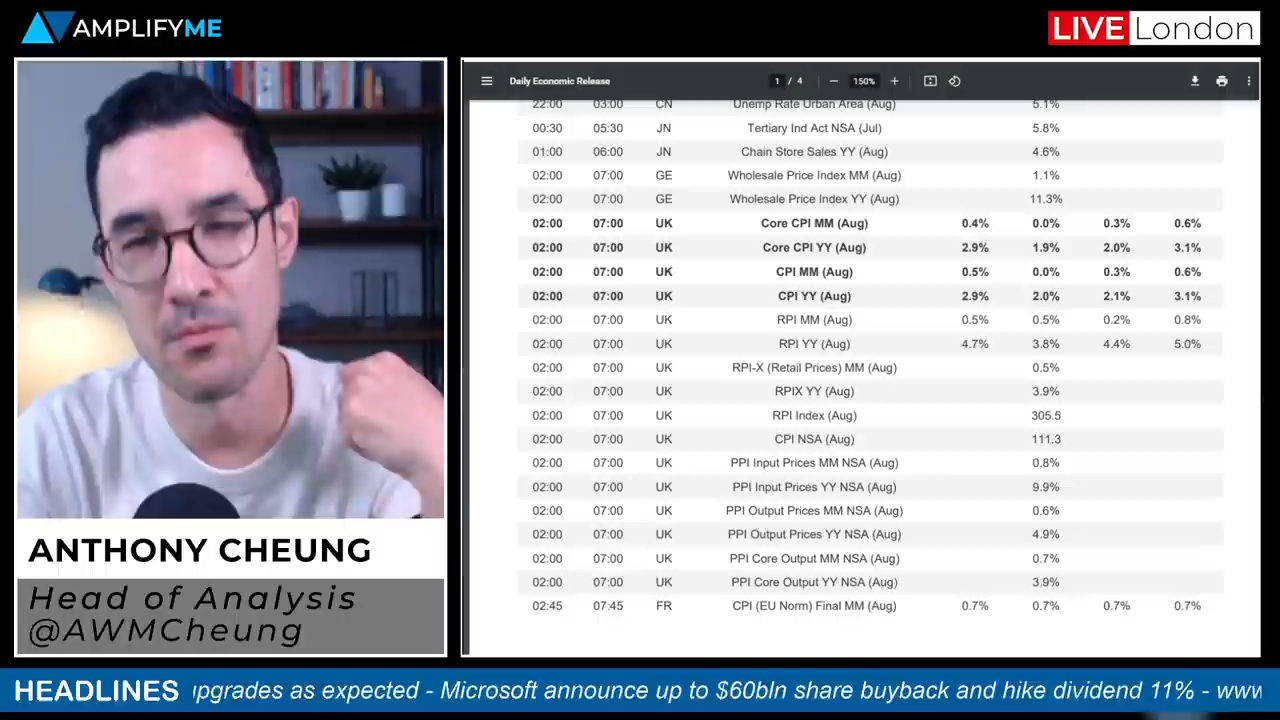 AMPLIFYME
LIVE London
Daily Economic Release
1 / 4
150%
22:00 03:00 CN Unemp Rate Urban Area (Aug) 5.1%
00:30 05:30 JN Tertiary Ind Act NSA (Jul) 5.8%
01:00 06:00 JN Chain Store Sales YY (Aug) 4.6%
02:00 07:00 GE Wholesale Price Index MM (Aug) 1.1%
02:00 07:00 GE Wholesale Price Index YY (Aug) 11.3%
02:00 07:00 UK Core CPI MM (Aug) 0.4% 0.0% 0.3% 0.6%
02:00 07:00 UK Core CPI YY (Aug) 2.9% 1.9% 2.0% 3.1%
02:00 07:00 UK CPI MM (Aug) 0.5% 0.0% 0.3% 0.6%
02:00 07:00 UK CPI YY (Aug) 2.9% 2.0% 2.1% 3.1%
02:00 07:00 UK RPI MM (Aug) 0.5% 0.5% 0.2% 0.8%
02:00 07:00 UK RPI YY (Aug) 4.7% 3.8% 4.4% 5.0%
02:00 07:00 UK RPI-X (Retail Prices) MM (Aug) 0.5%
02:00 07:00 UK RPIX YY (Aug) 3.9%
02:00 07:00 UK RPI Index (Aug) 305.5
02:00 07:00 UK CPI NSA (Aug) 111.3
02:00 07:00 UK PPI Input Prices MM NSA (Aug) 0.8%
02:00 07:00 UK PPI Input Prices YY NSA (Aug) 9.9%
02:00 07:00 UK PPI Output Prices MM NSA (Aug) 0.6%
02:00 07:00 UK PPI Output Prices YY NSA (Aug) 4.9%
02:00 07:00 UK PPI Core Output MM NSA (Aug) 0.7%
02:00 07:00 UK PPI Core Output YY NSA (Aug) 3.9%
02:45 07:45 FR CPI (EU Norm) Final MM (Aug) 0.7% 0.7% 0.7% 0.7%
ANTHONY CHEUNG
Head of Analysis
@AWMCheung
HEADLINES pgrades as expected - Microsoft announce up to $60bln share buyback and hike dividend 11% - www